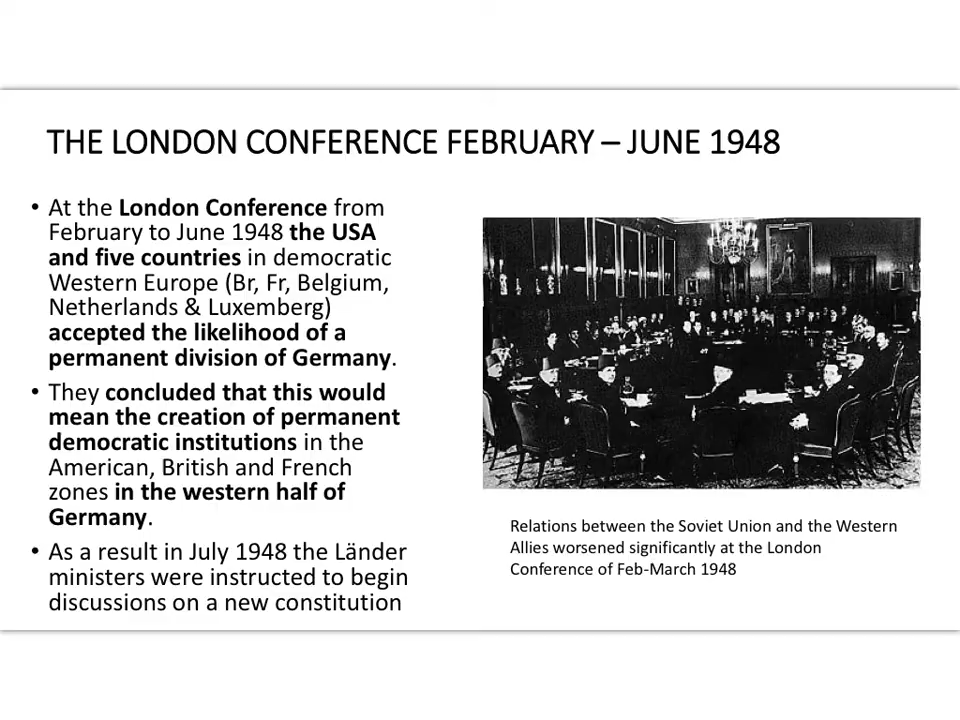 THE LONDON CONFERENCE FEBRUARY – JUNE 1948
• At the London Conference from
February to June 1948 the USA
and five countries in democratic
Western Europe (Br, Fr, Belgium,
Netherlands & Luxemberg)
accepted the likelihood of a
permanent division of Germany.
• They concluded that this would
mean the creation of permanent
democratic institutions in the
American, British and French
zones in the western half of
Germany.
• As a result in July 1948 the Länder
ministers were instructed to begin
discussions on a new constitution
Relations between the Soviet Union and the Western
Allies worsened significantly at the London
Conference of Feb-March 1948